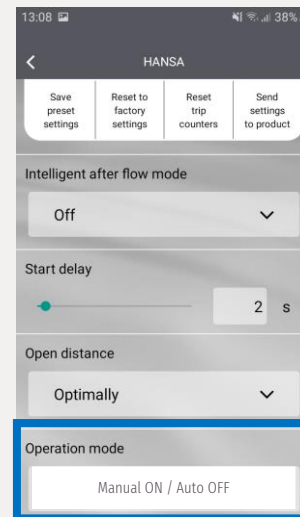 13:08 38%
HANSA
Save preset settings
Reset to factory settings
Reset trip counters
Send settings to product
Intelligent after flow mode
Off
Start delay
2 s
Open distance
Optimally
Operation mode
Manual ON / Auto OFF